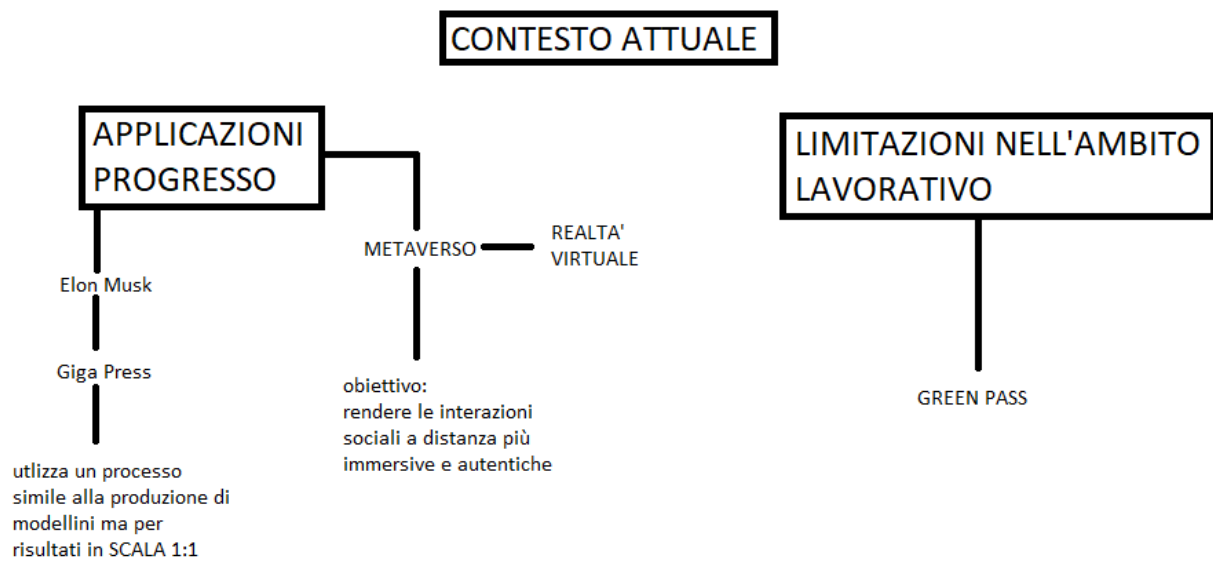 CONTESTO ATTUALE
APPLICAZIONI
PROGRESSO
Elon Musk
Giga Press
utlizza un processo
simile alla produzione di
modellini ma per
risultati in SCALA 1:1
METAVERSO
REALTA'
VIRTUALE
obiettivo:
rendere le interazioni
sociali a distanza più
immersive e autentiche
LIMITAZIONI NELL'AMBITO
LAVORATIVO
GREEN PASS